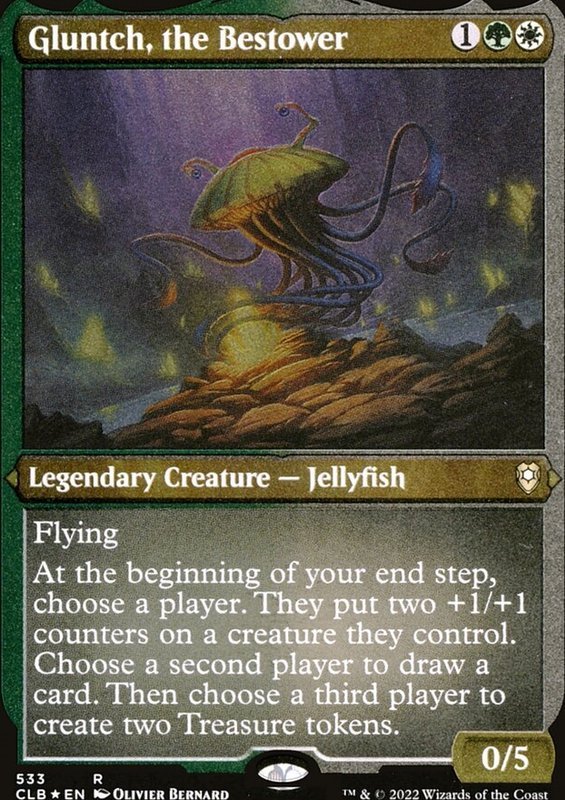 Gluntch, the Bestower 1
Legendary Creature — Jellyfish
Flying
At the beginning of your end step,
choose a player. They put two +1/+1
counters on a creature they control.
Choose a second player to draw a
card. Then choose a third player to
create two Treasure tokens.
0/5
533 R
CLB ★ EN Olivier Bernard ™ & © 2022 Wizards of the Coast